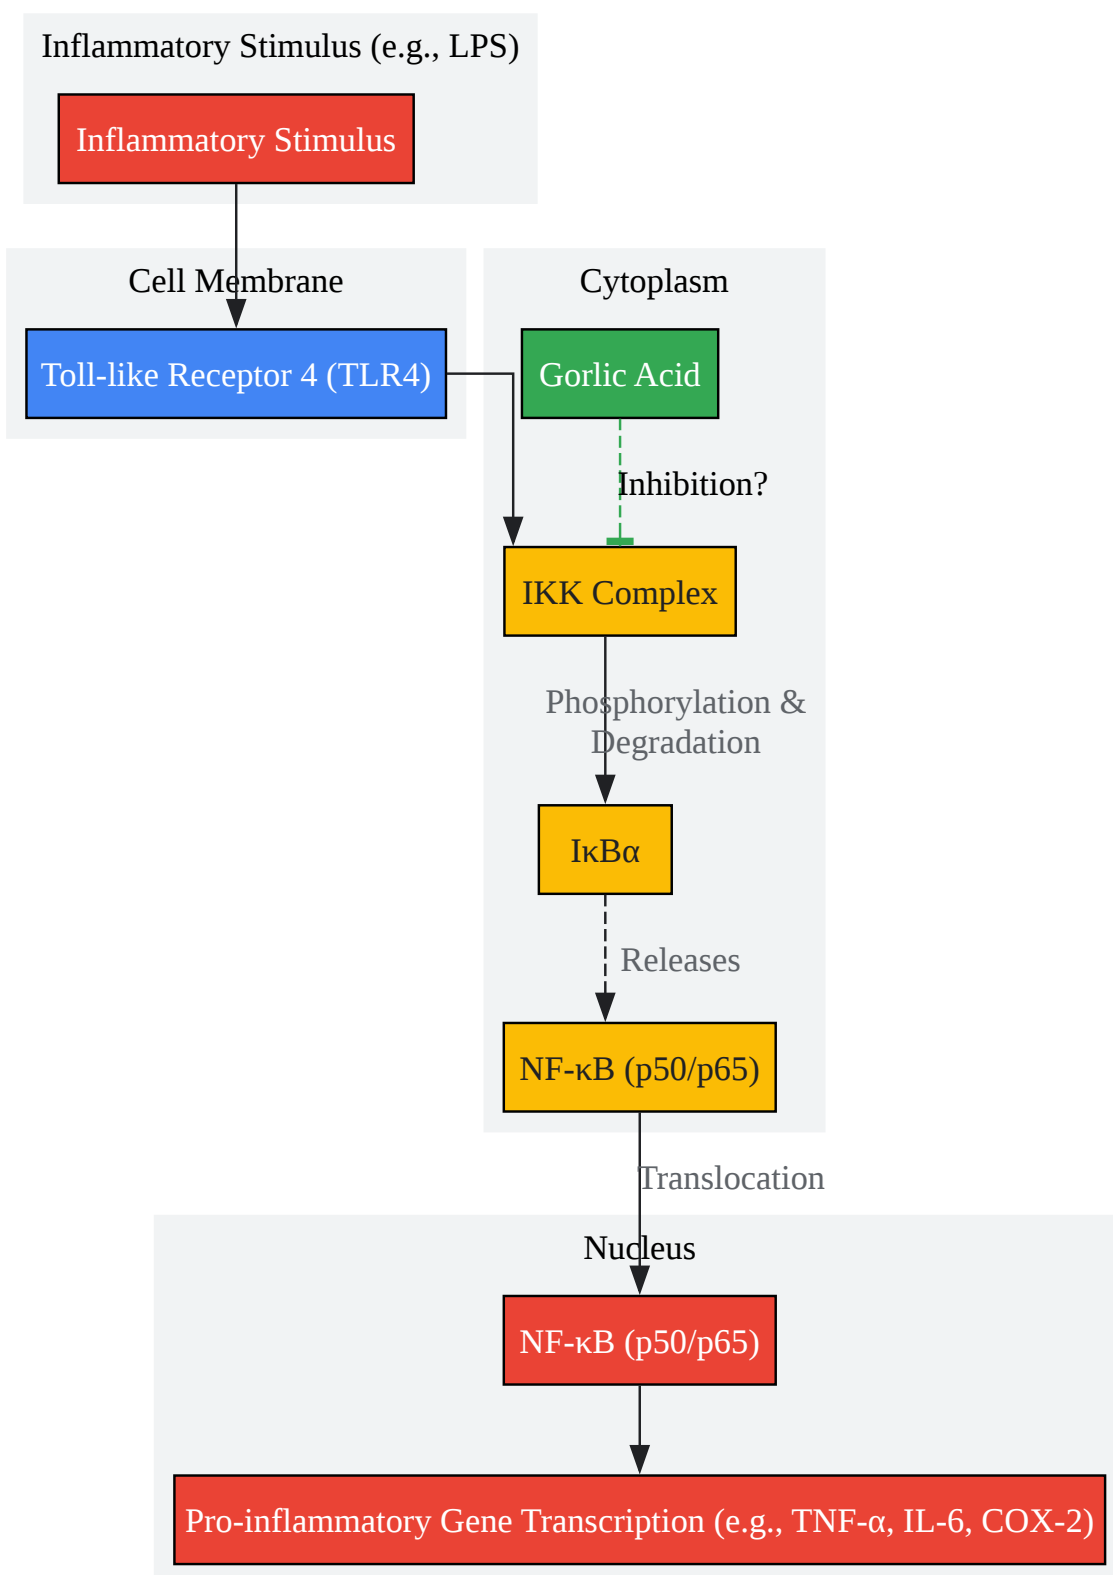 Inflammatory Stimulus (e.g., LPS)
Inflammatory Stimulus
Cell Membrane
Toll-like Receptor 4 (TLR4)
Cytoplasm
Gorlic Acid
Inhibition?
IKK Complex
Phosphorylation &
Degradation
IκBα
Releases
NF-κB (p50/p65)
Translocation
Nucleus
NF-κB (p50/p65)
Pro-inflammatory Gene Transcription (e.g., TNF-α, IL-6, COX-2)